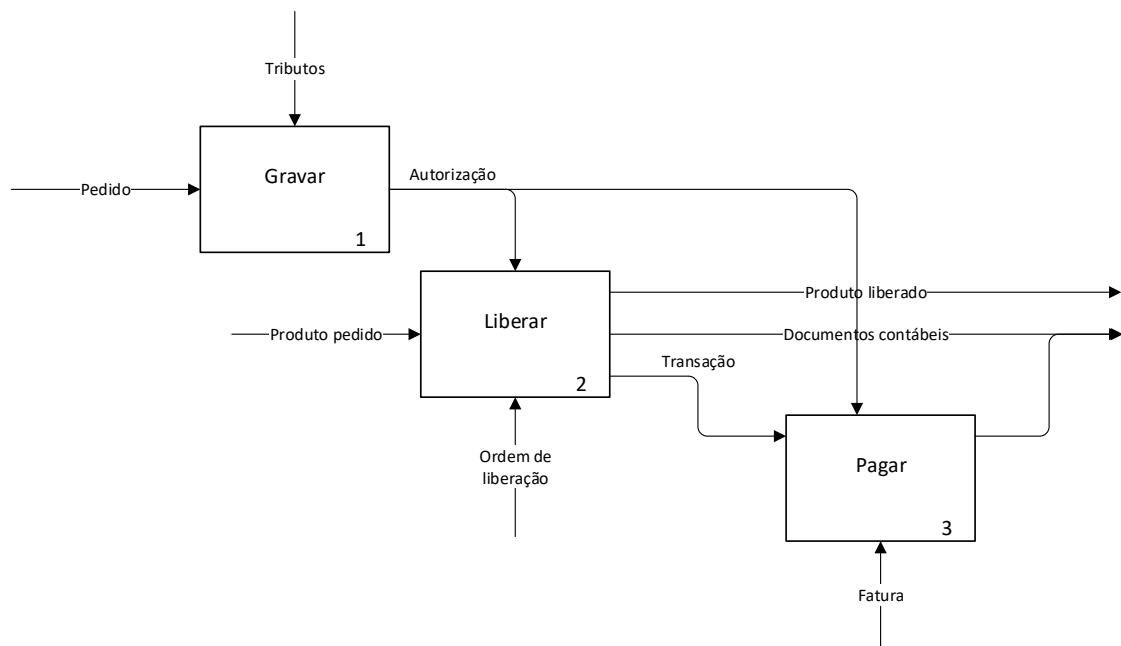 Tributos
Gravar
Pedido
Autorização
1
Produto liberado
Liberar
Produto pedido
Documentos contábeis
Transação
2
Ordem de
liberação
Pagar
3
Fatura